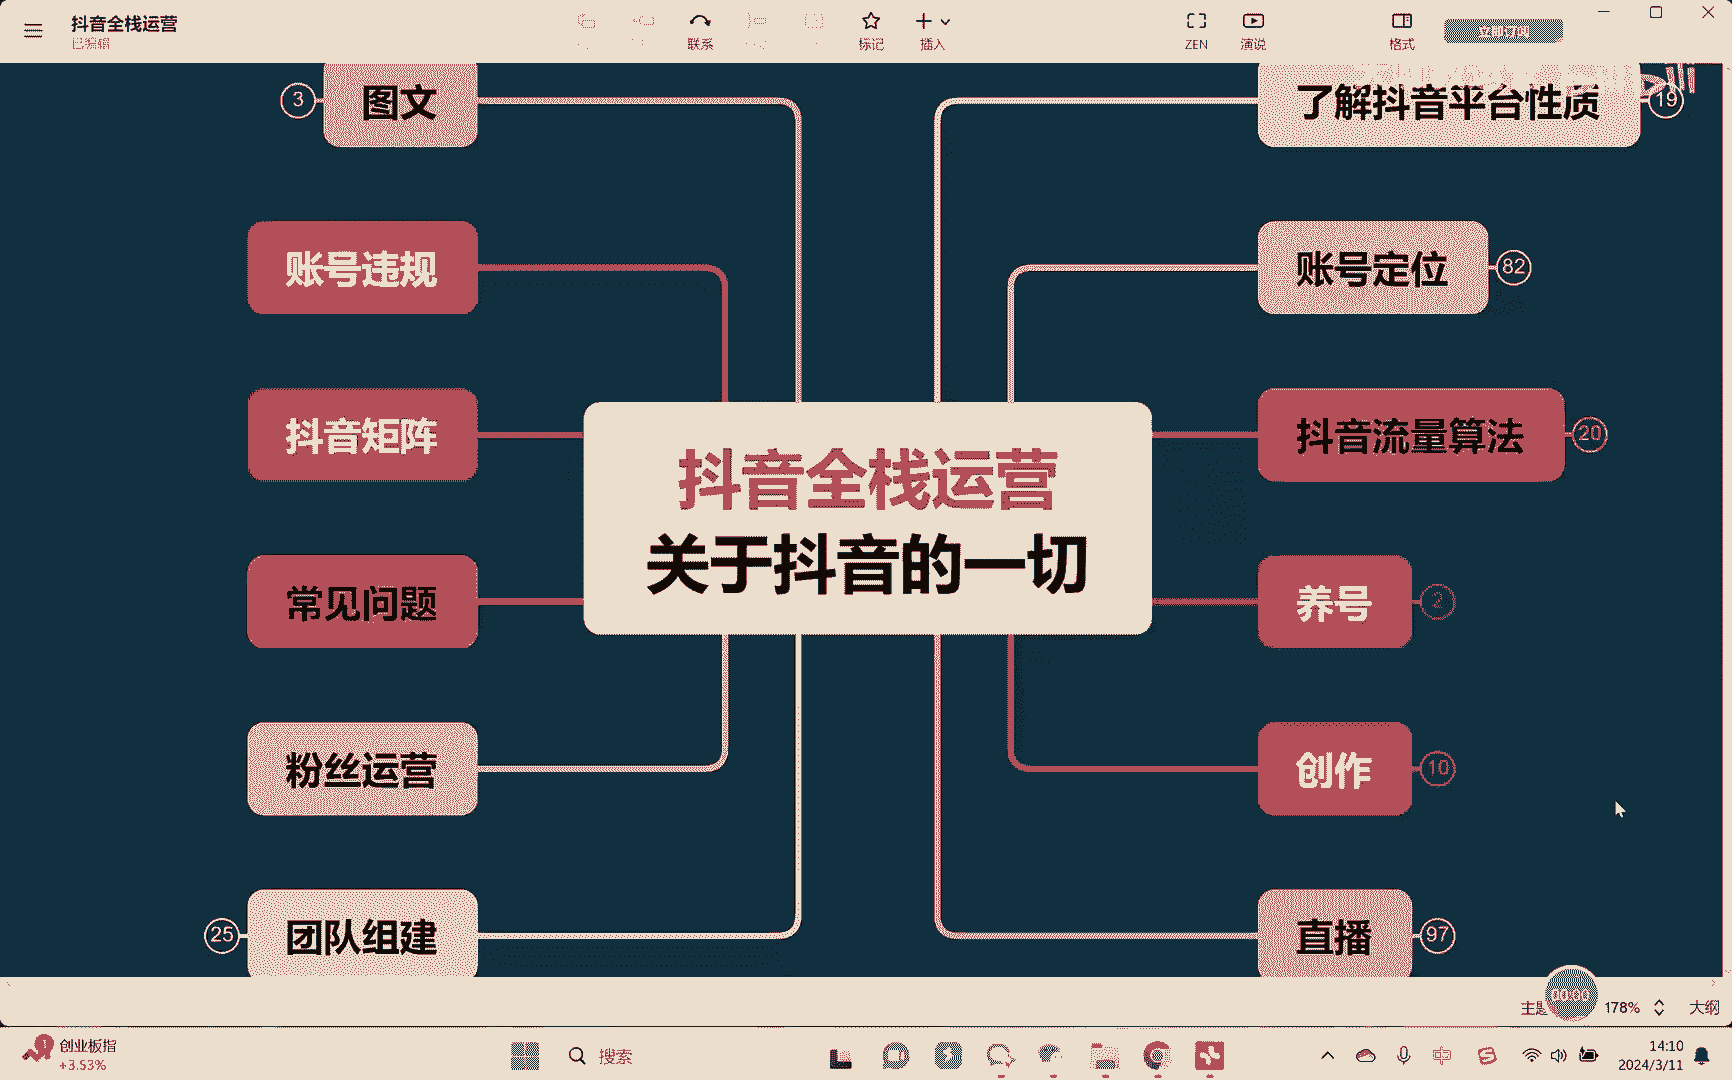 抖音全栈运营
已编辑
联系
标记
插入
ZEN
演说
格式
3
图文
了解抖音平台性质
19
账号违规
账号定位
82
抖音矩阵
抖音流量算法
20
抖音全栈运营
关于抖音的一切
常见问题
养号
2
粉丝运营
创作
10
25
团队组建
直播
97
00:00
178%
大纲
创业板指
+3.53%
搜索
中
14:10
2024/3/11